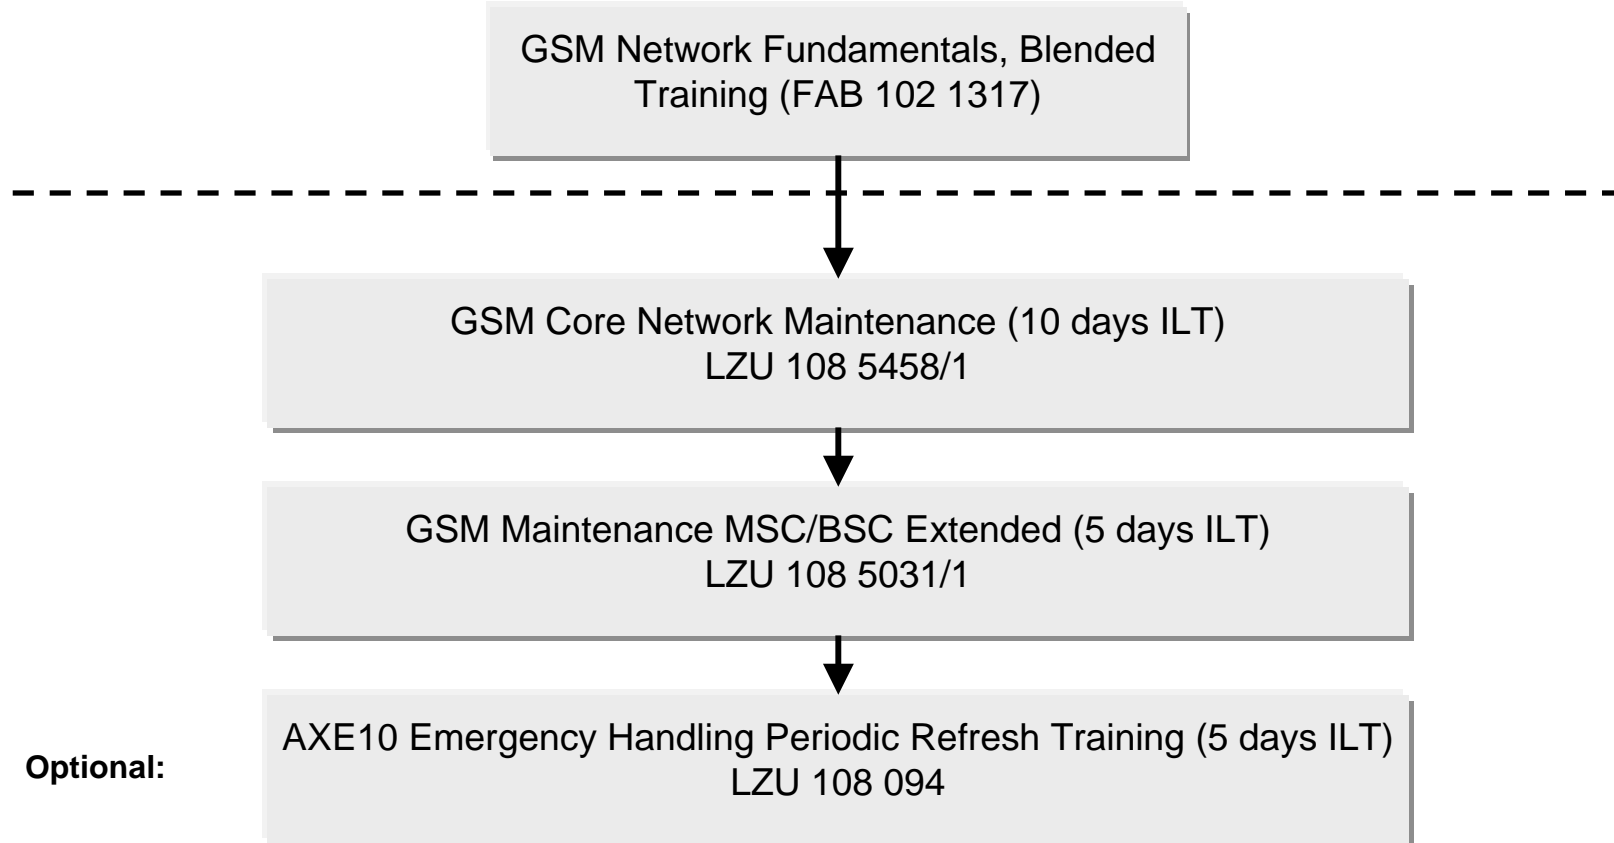 GSM Network Fundamentals, Blended
Training (FAB 102 1317)
GSM Core Network Maintenance (10 days ILT)
LZU 108 5458/1
GSM Maintenance MSC/BSC Extended (5 days ILT)
LZU 108 5031/1
Optional:
AXE10 Emergency Handling Periodic Refresh Training (5 days ILT)
LZU 108 094